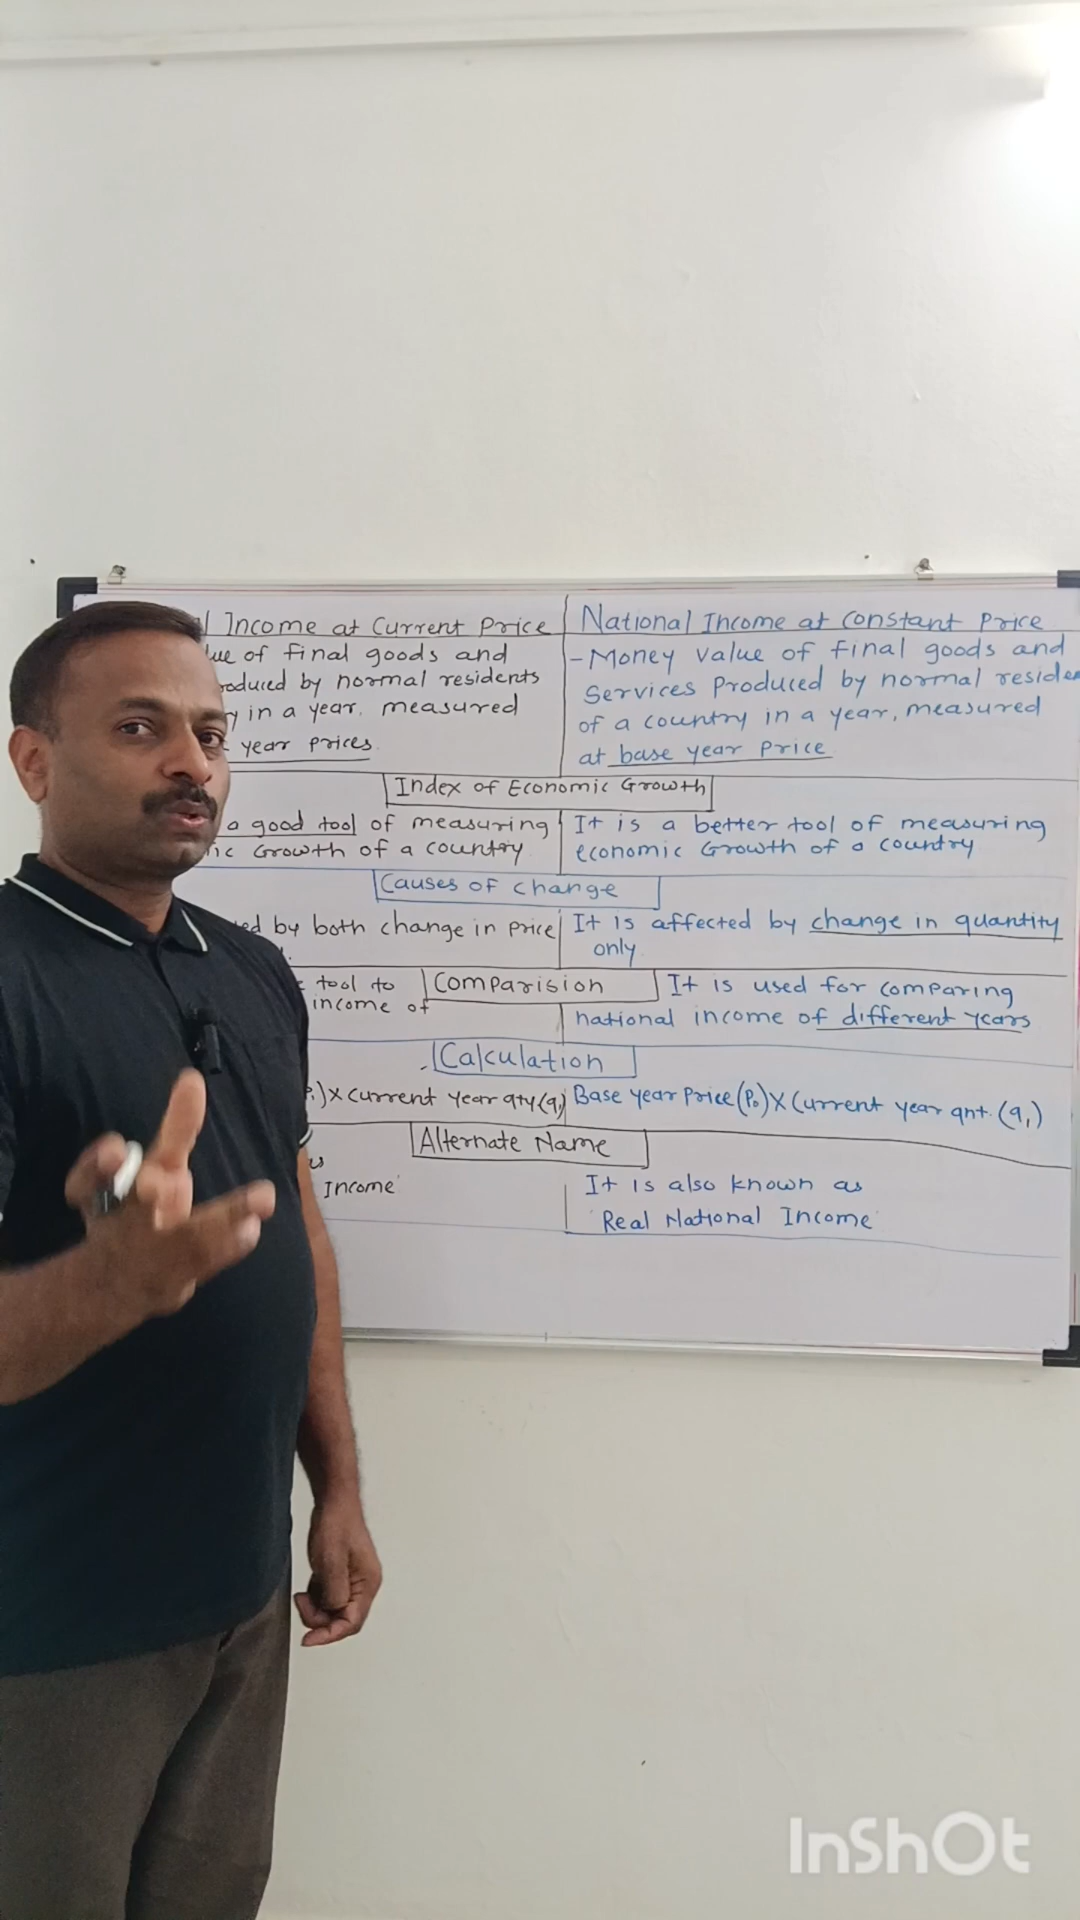 Income at Current Price
of final goods and
by normal residents
in a year, measured
year prices.
National Income at Constant Price
- Money value of final goods and
Services Produced by normal
of a country in a year, measured
at base year Price
Index of Economic Growth
a good tool of measuring
Growth of a country
It is a better tool of measuring
economic Growth of a country
Causes of change
by both change in price
It is affected by change in quantity
only
Comparision
tool to
income of
It is used for comparing
national income of different years
Calculation
) X current year qty (q1)
Base year Price (P0) X Current year qnt. (q1)
Alternate Name
Income
It is also known as
Real National Income
InShOt